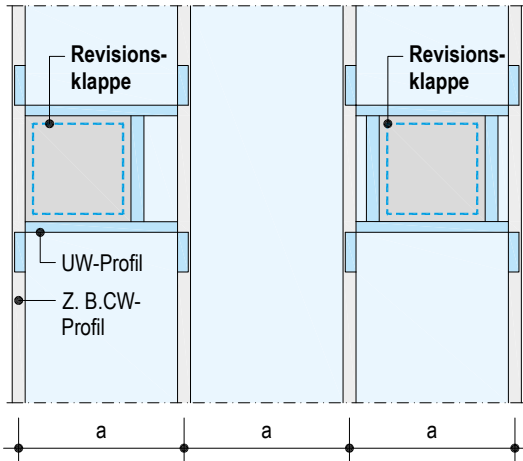 Revisions-
klappe
Revisions-
klappe
UW-Profil
Z. B.CW-
Profil
a
a
a